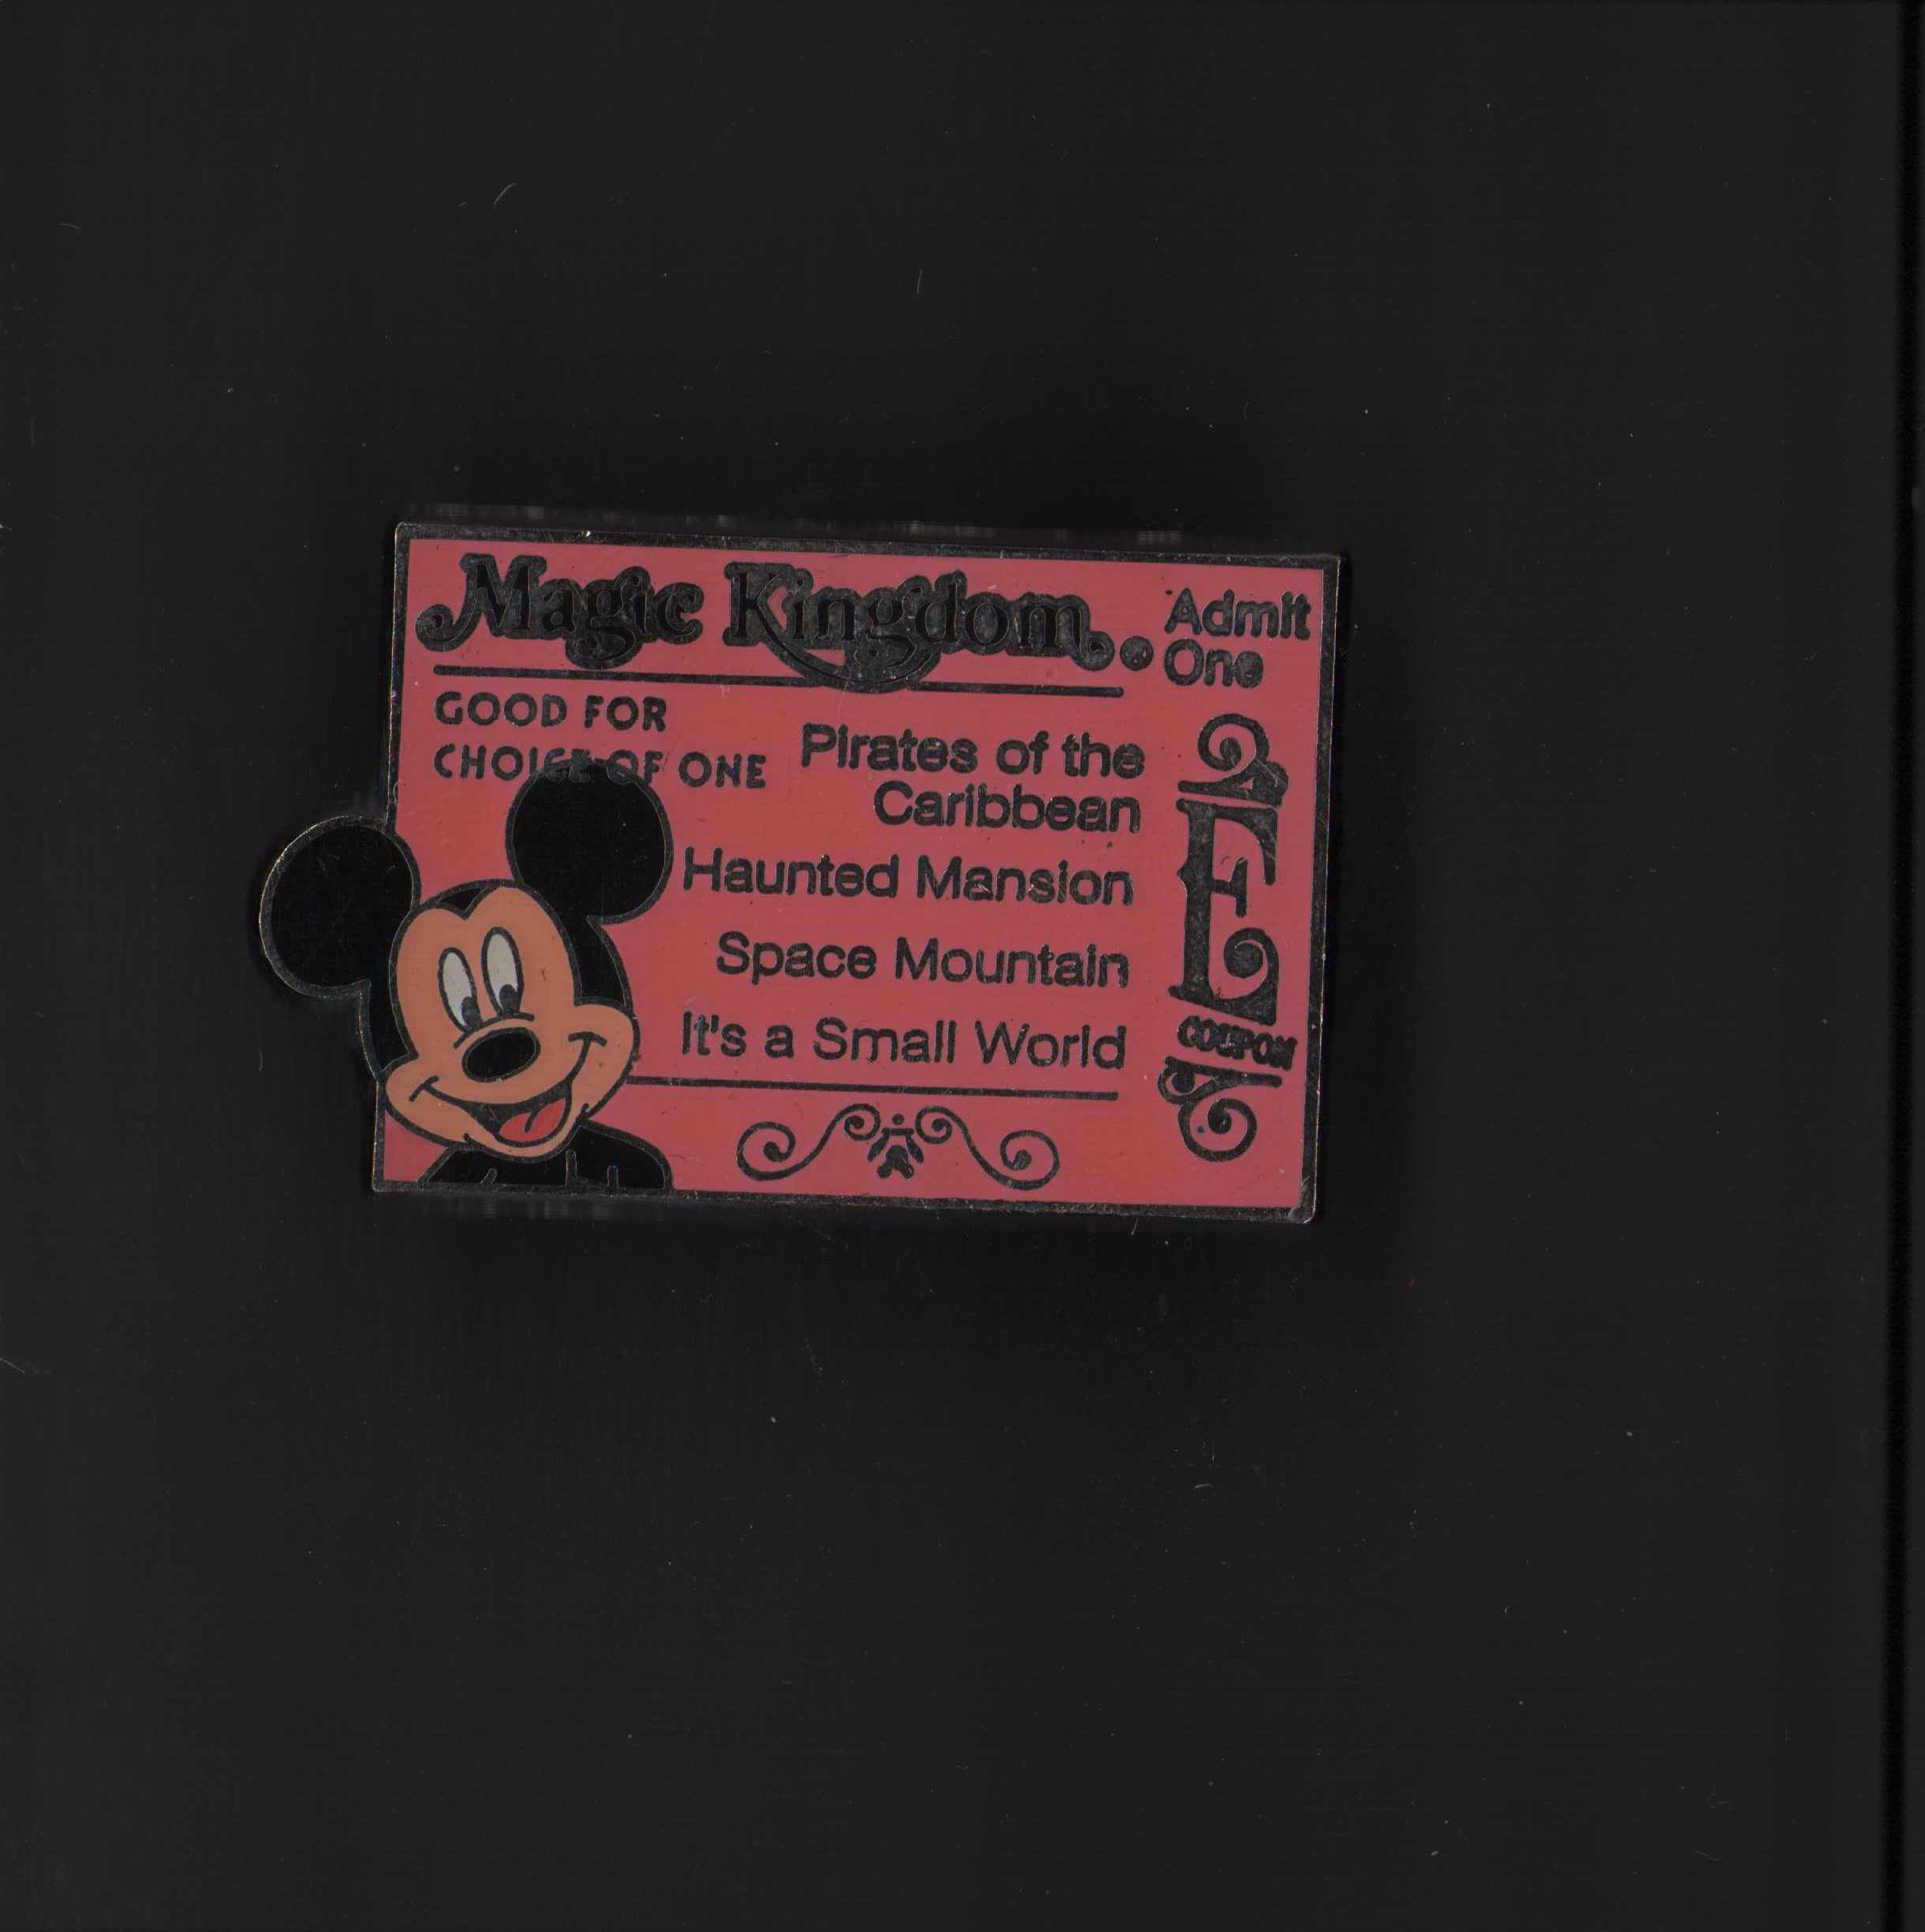 Magic Kingdom.
Admit
One
GOOD FOR
CHOICE OF ONE
Pirates of the
Caribbean
Haunted Mansion
Space Mountain
It's a Small World
E
COUPON